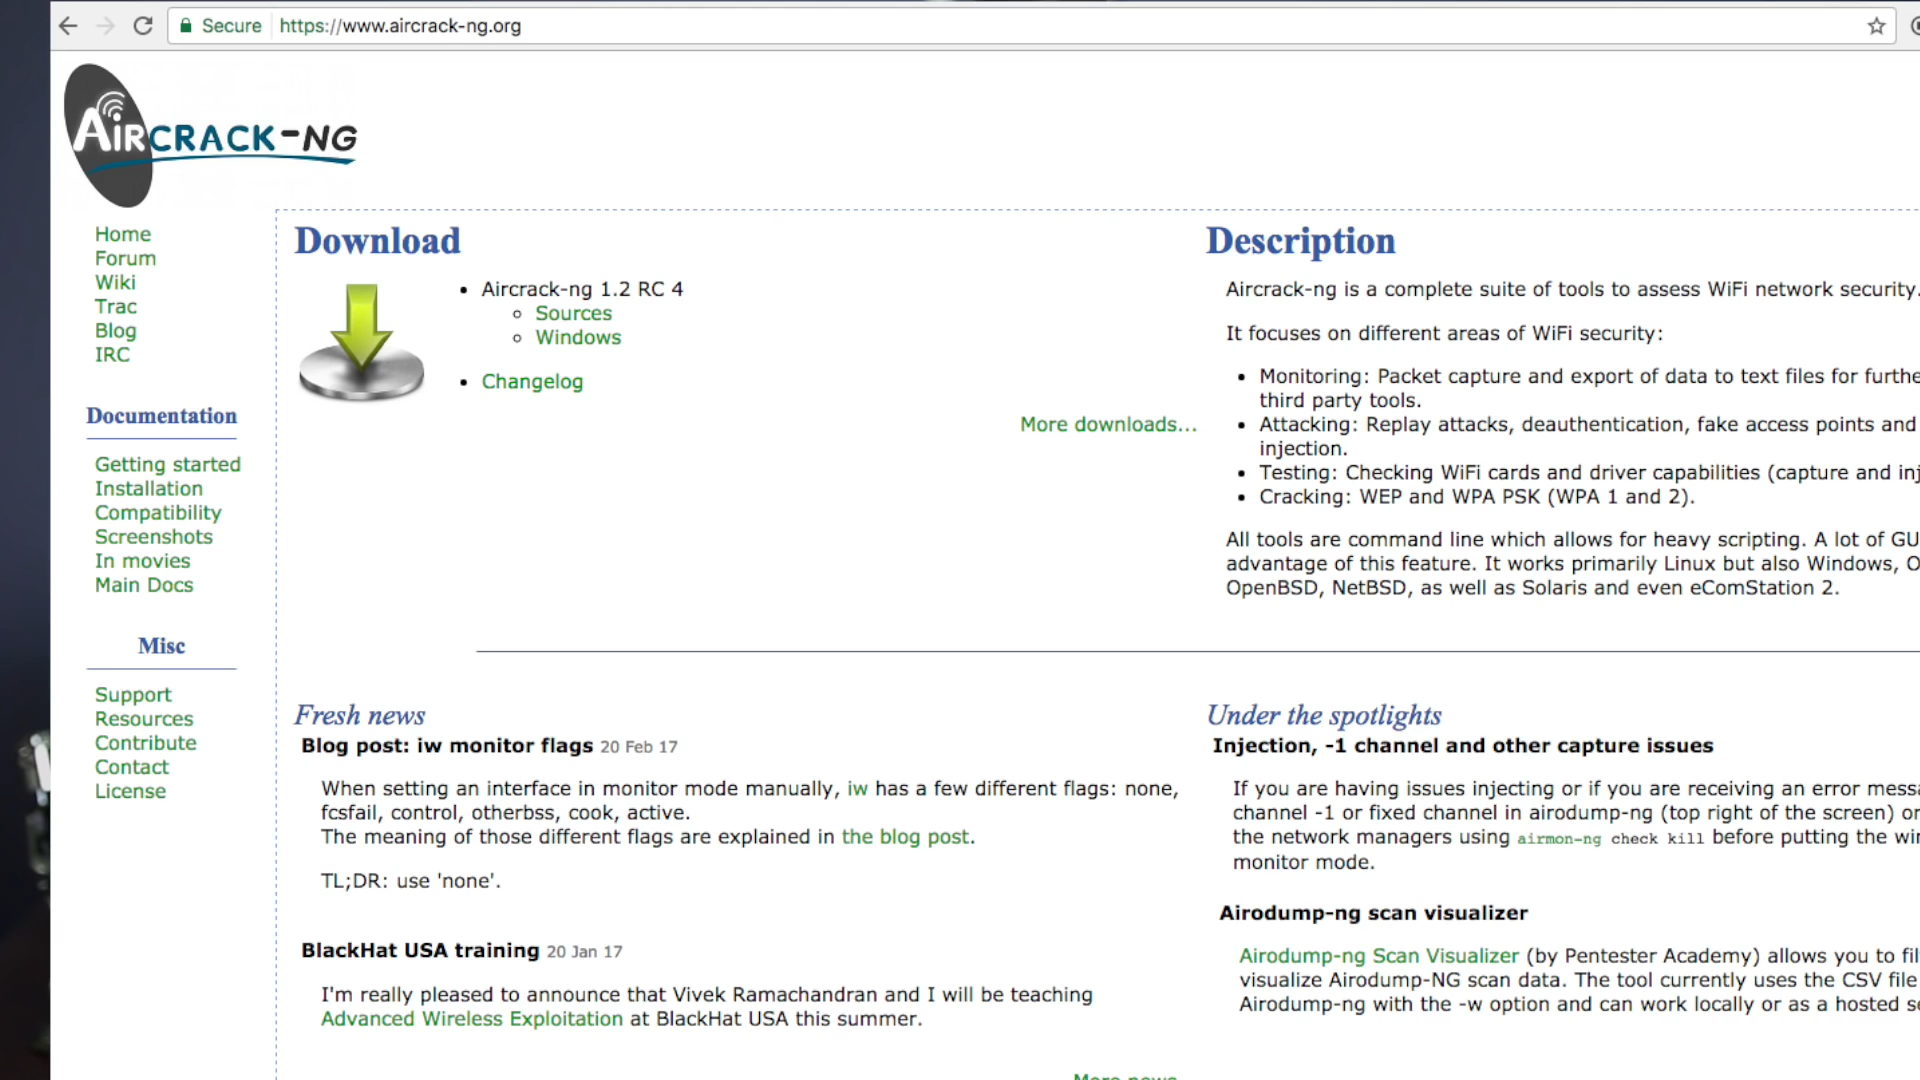 Secure https://www.aircrack-ng.org
AIRCRACK-NG
Home
Forum
Wiki
Trac
Blog
IRC
Documentation
Getting started
Installation
Compatibility
Screenshots
In movies
Main Docs
Misc
Support
Resources
Contribute
Contact
License
Download
• Aircrack-ng 1.2 RC 4
◦ Sources
◦ Windows
• Changelog
More downloads...
Description
Aircrack-ng is a complete suite of tools to assess WiFi network security.
It focuses on different areas of WiFi security:
• Monitoring: Packet capture and export of data to text files for
third party tools.
• Attacking: Replay attacks, deauthentication, fake access points and
injection.
• Testing: Checking WiFi cards and driver capabilities (capture and
• Cracking: WEP and WPA PSK (WPA 1 and 2).
All tools are command line which allows for heavy scripting. A lot of
advantage of this feature. It works primarily Linux but also Windows,
OpenBSD, NetBSD, as well as Solaris and even eComStation 2.
Fresh news
Blog post: iw monitor flags 20 Feb 17
When setting an interface in monitor mode manually, iw has a few different flags: none,
fcsfail, control, otherbss, cook, active.
The meaning of those different flags are explained in the blog post.
TL;DR: use 'none'.
BlackHat USA training 20 Jan 17
I'm really pleased to announce that Vivek Ramachandran and I will be teaching
Advanced Wireless Exploitation at BlackHat USA this summer.
Under the spotlights
Injection, -1 channel and other capture issues
If you are having issues injecting or if you are receiving an error
channel -1 or fixed channel in airodump-ng (top right of the screen)
the network managers using airmon-ng check kill before putting the
monitor mode.
Airodump-ng scan visualizer
Airodump-ng Scan Visualizer (by Pentester Academy) allows you to
visualize Airodump-NG scan data. The tool currently uses the CSV file
Airodump-ng with the -w option and can work locally or as a hosted